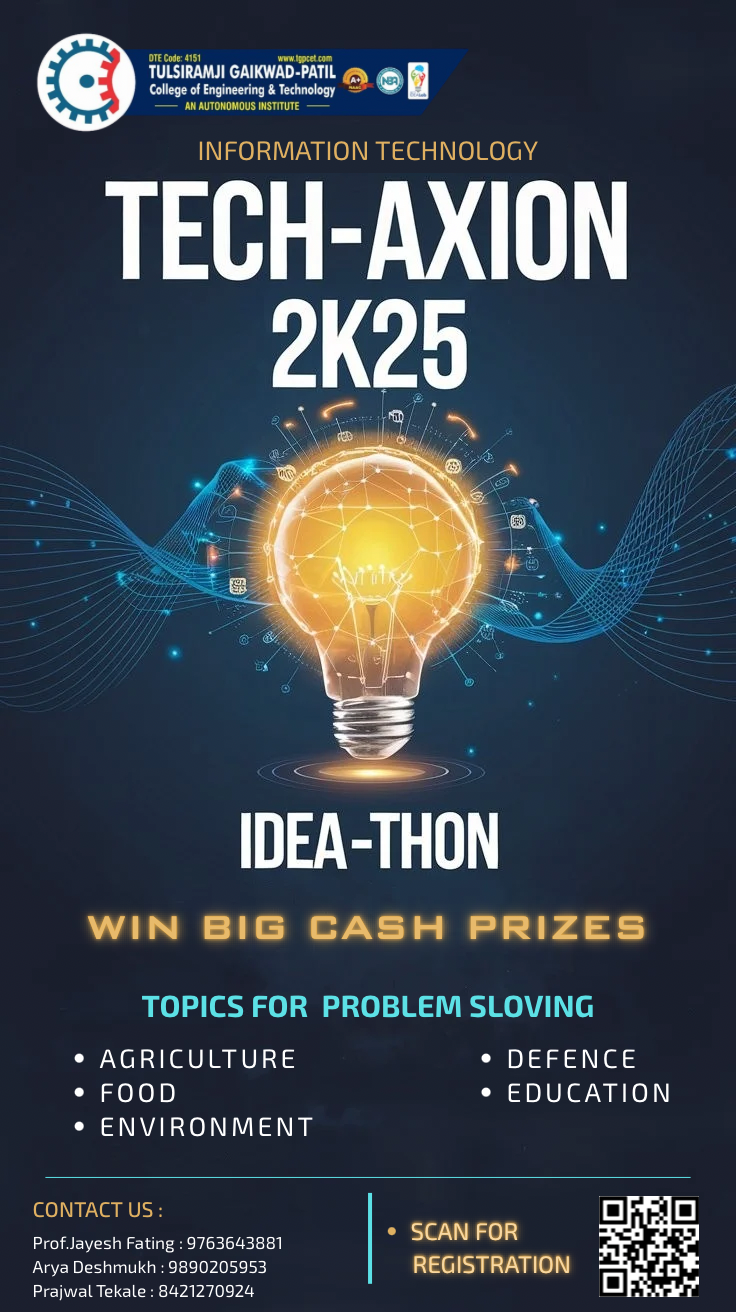 DTE Code: 4151 www.tgpcet.com
TULSIRAMJI GAIKWAD-PATIL
College of Engineering & Technology
AN AUTONOMOUS INSTITUTE
A+
NAAC
NBA
INFORMATION TECHNOLOGY
TECH-AXION
2K25
IDEA-THON
WIN BIG CASH PRIZES
TOPICS FOR PROBLEM SLOVING
• AGRICULTURE
• FOOD
• ENVIRONMENT
• DEFENCE
• EDUCATION
CONTACT US :
Prof.Jayesh Fating : 9763643881
Arya Deshmukh : 9890205953
Prajwal Tekale : 8421270924
• SCAN FOR
REGISTRATION